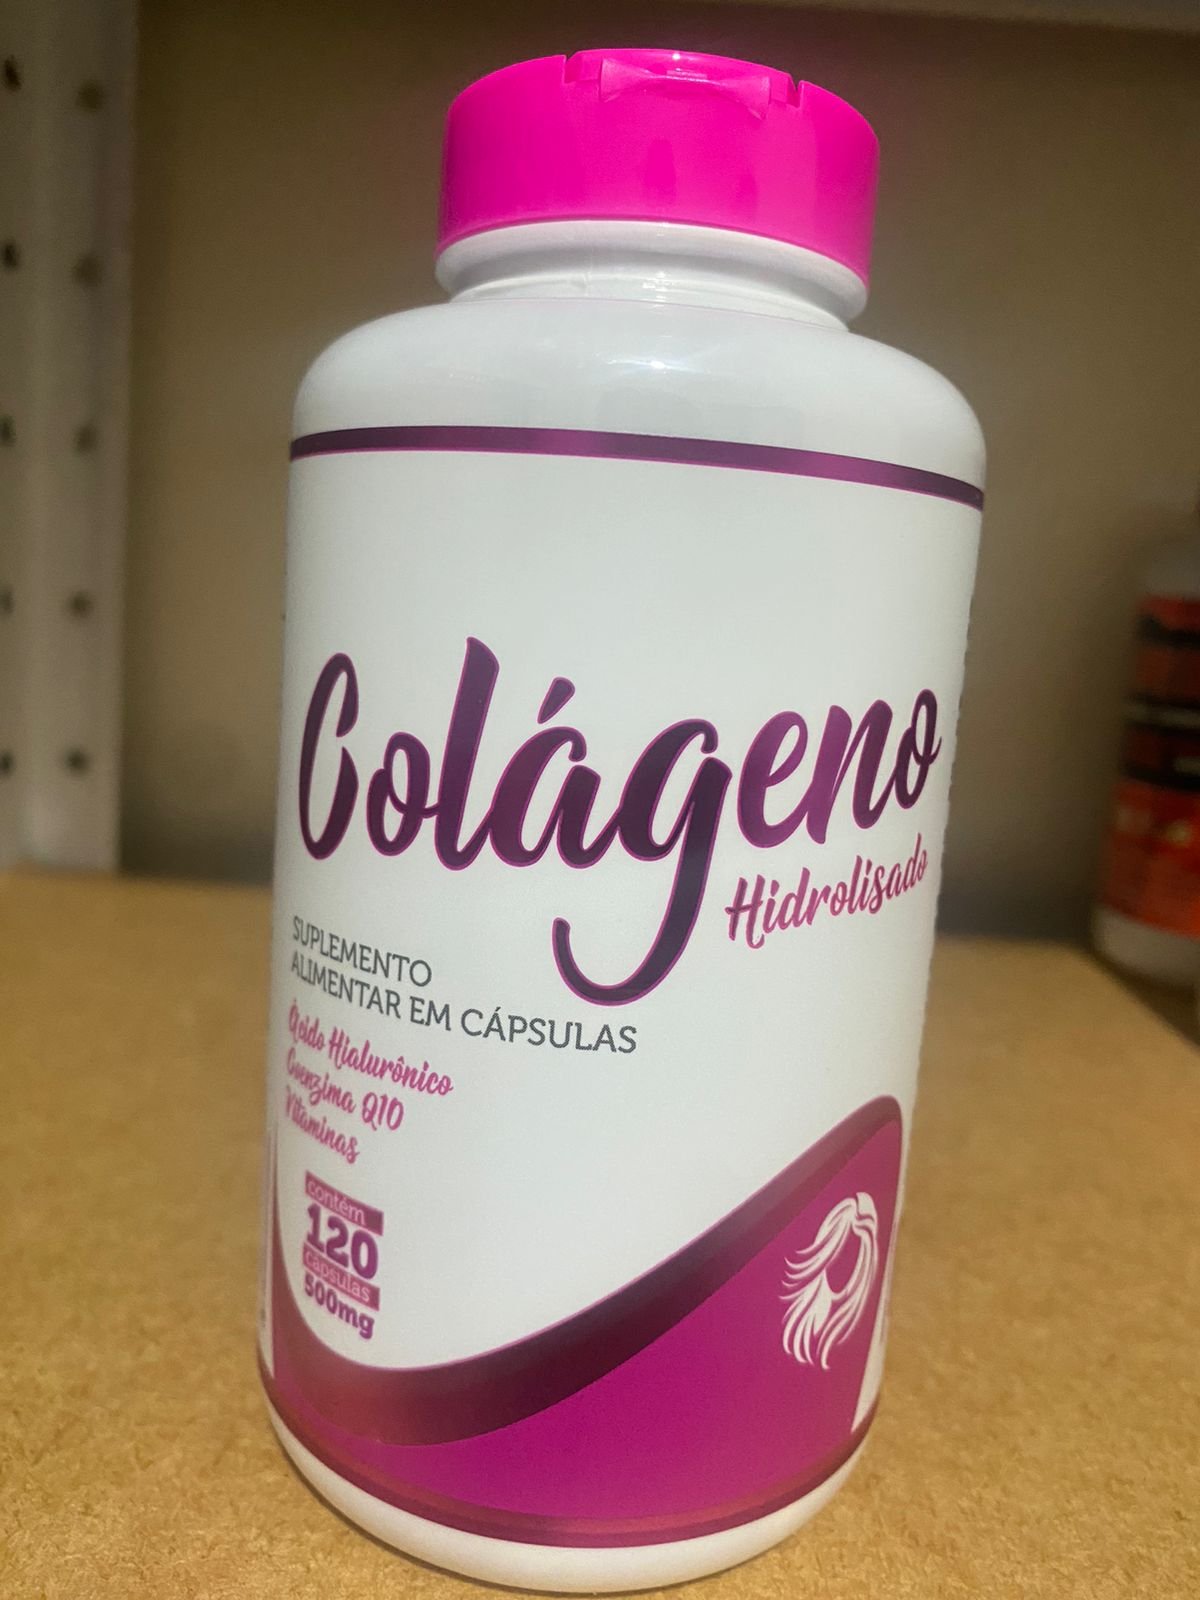 Colágeno
Hidrolisado
SUPLEMENTO
ALIMENTAR EM CÁPSULAS
Ácido Hialurônico
Coenzima Q10
Vitaminas
contém
120
cápsulas
500mg